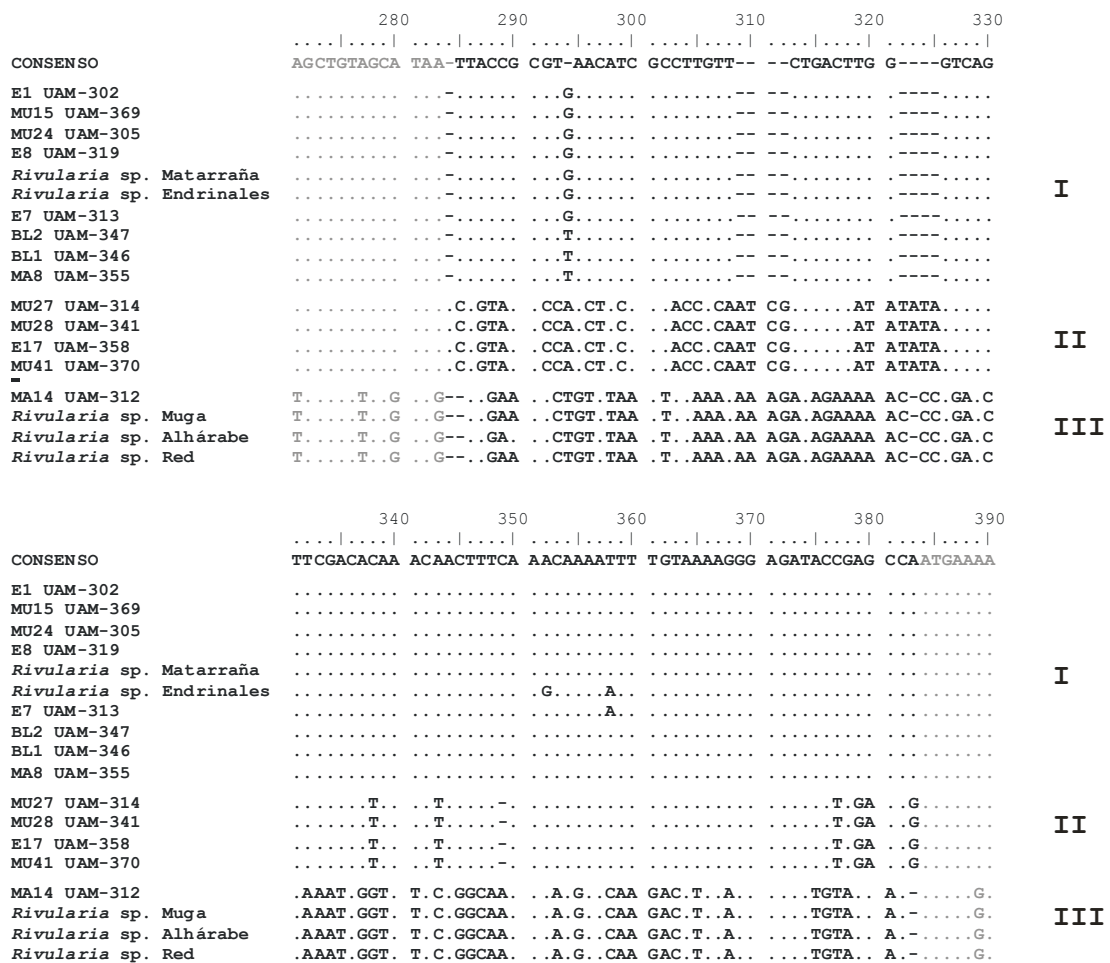 280 290 300 310 320 330
....|....| ....|....| ....|....| ....|....| ....|....| ....|....|
CONSENSO AGCTGTAGCA TAA-TTACCG CGT-AACATC GCCTTGTT-- --CTGACTTG G----GTCAG
E1 UAM-302 .......... ...-...... ...G...... ........-- --........ .----.....
MU15 UAM-369 .......... ...-...... ...G...... ........-- --........ .----.....
MU24 UAM-305 .......... ...-...... ...G...... ........-- --........ .----.....
E8 UAM-319 .......... ...-...... ...G...... ........-- --........ .----.....
Rivularia sp. Matarraña .......... ...-...... ...G...... ........-- --........ .----.....
Rivularia sp. Endrinales .......... ...-...... ...G...... ........-- --........ .----.....
I
E7 UAM-313 .......... ...-...... ...G...... ........-- --........ .----.....
BL2 UAM-347 .......... ...-...... ...T...... ........-- --........ .----.....
BL1 UAM-346 .......... ...-...... ...T...... ........-- --........ .----.....
MA8 UAM-355 .......... ...-...... ...T...... ........-- --........ .----.....
MU27 UAM-314 .......... ....C.GTA. .CCA.CT.C. ..ACC.CAAT CG......AT ATATA.....
MU28 UAM-341 .......... ....C.GTA. .CCA.CT.C. ..ACC.CAAT CG......AT ATATA.....
II
E17 UAM-358 .......... ....C.GTA. .CCA.CT.C. ..ACC.CAAT CG......AT ATATA.....
MU41 UAM-370 .......... ....C.GTA. .CCA.CT.C. ..ACC.CAAT CG......AT ATATA.....
MA14 UAM-312 T.....T..G ..G--..GAA ..CTGT.TAA .T..AAA.AA AGA.AGAAAA AC-CC.GA.C
Rivularia sp. Muga T.....T..G ..G--..GAA ..CTGT.TAA .T..AAA.AA AGA.AGAAAA AC-CC.GA.C
III
Rivularia sp. Alhárabe T.....T..G ..G--..GA. ..CTGT.TAA .T..AAA.AA AGA.AGAAAA AC-CC.GA.C
Rivularia sp. Red T.....T..G ..G--..GAA ..CTGT.TAA .T..AAA.AA AGA.AGAAAA AC-CC.GA.C
340 350 360 370 380 390
....|....| ....|....| ....|....| ....|....| ....|....| ....|....|
CONSENSO TTCGACACAA ACAACTTTCA AACAAAATTT TGTAAAAGGG AGATACCGAG CCAATGAAAA
E1 UAM-302 .......... .......... .......... .......... .......... ..........
MU15 UAM-369 .......... .......... .......... .......... .......... ..........
MU24 UAM-305 .......... .......... .......... .......... .......... ..........
E8 UAM-319 .......... .......... .......... .......... .......... ..........
Rivularia sp. Matarraña .......... .......... .......... .......... .......... ..........
I
Rivularia sp. Endrinales .......... .......... .G.....A.. .......... .......... ..........
E7 UAM-313 .......... .......... .......A.. .......... .......... ..........
BL2 UAM-347 .......... .......... .......... .......... .......... ..........
BL1 UAM-346 .......... .......... .......... .......... .......... ..........
MA8 UAM-355 .......... .......... .......... .......... .......... ..........
MU27 UAM-314 .......T.. ..T.....-. .......... .......... ......T.GA ..G.......
MU28 UAM-341 .......T.. ..T.....-. .......... .......... ......T.GA ..G.......
II
E17 UAM-358 .......T.. ..T.....-. .......... .......... ......T.GA ..G.......
MU41 UAM-370 .......T.. ..T.....-. .......... .......... ......T.GA ..G.......
MA14 UAM-312 .AAAT.GGT. T.C.GGCAA. ..A.G..CAA GAC.T..A.. ....TGTA.. A.-.....G.
Rivularia sp. Muga .AAAT.GGT. T.C.GGCAA. ..A.G..CAA GAC.T..A.. ....TGTA.. A.-.....G.
III
Rivularia sp. Alhárabe .AAAT.GGT. T.C.GGCAA. ..A.G..CAA GAC.T..A.. ....TGTA.. A.-.....G.
Rivularia sp. Red .AAAT.GGT. T.C.GGCAA. ..A.G..CAA GAC.T..A.. ....TGTA.. A.-.....G.